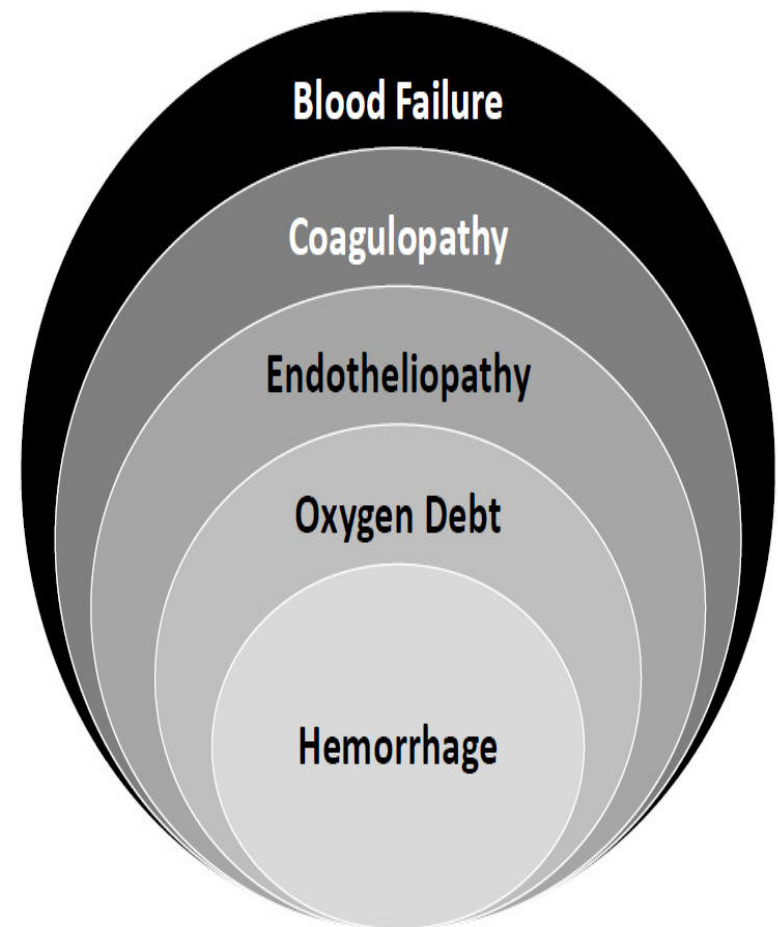 Blood Failure
Coagulopathy
Endotheliopathy
Oxygen Debt
Hemorrhage